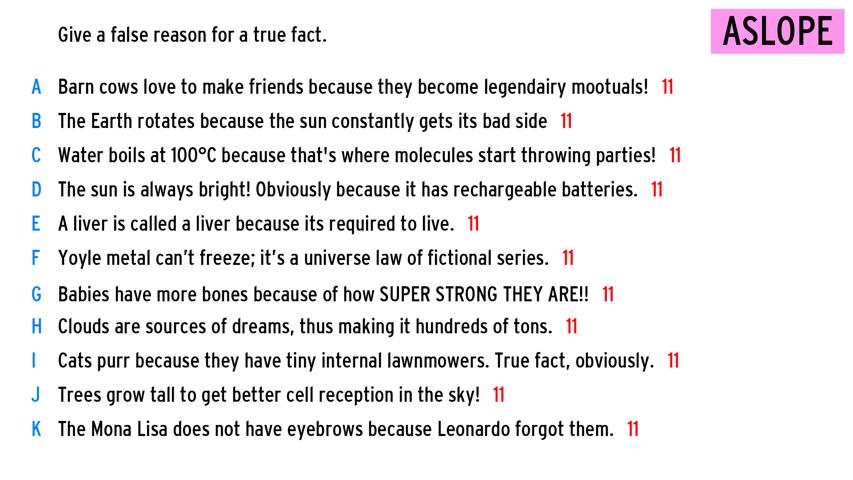 Give a false reason for a true fact.
ASLOPE
A Barn cows love to make friends because they become legendairy mootuals! 11
B The Earth rotates because the sun constantly gets its bad side 11
C Water boils at 100°C because that's where molecules start throwing parties! 11
D The sun is always bright! Obviously because it has rechargeable batteries. 11
E A liver is called a liver because its required to live. 11
F Yoyle metal can’t freeze; it’s a universe law of fictional series. 11
G Babies have more bones because of how SUPER STRONG THEY ARE!! 11
H Clouds are sources of dreams, thus making it hundreds of tons. 11
I Cats purr because they have tiny internal lawnmowers. True fact, obviously. 11
J Trees grow tall to get better cell reception in the sky! 11
K The Mona Lisa does not have eyebrows because Leonardo forgot them. 11